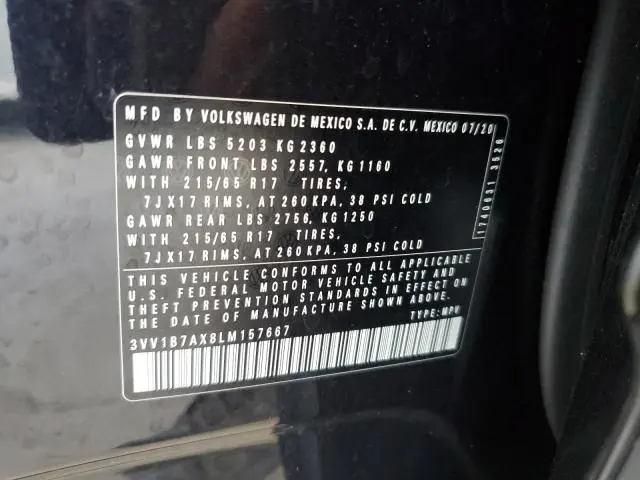 MFD BY VOLKSWAGEN DE MEXICO S.A. DE C.V. MEXICO 07/20
GVWR LBS 5203 KG 2360
GAWR FRONT LBS 2557, KG 1160
WITH 215/65 R17 TIRES,
7JX17 RIMS, AT 260 KPA, 38 PSI COLD
GAWR REAR LBS 2756, KG 1250
WITH 215/65 R17 TIRES,
7JX17 RIMS, AT 260 KPA, 38 PSI COLD
THIS VEHICLE CONFORMS TO ALL APPLICABLE
U.S. FEDERAL MOTOR VEHICLE SAFETY AND
THEFT PREVENTION STANDARDS IN EFFECT ON
THE DATE OF MANUFACTURE SHOWN ABOVE.
TYPE: MPV
3VV1B7AX8LM157667
1740631 3526